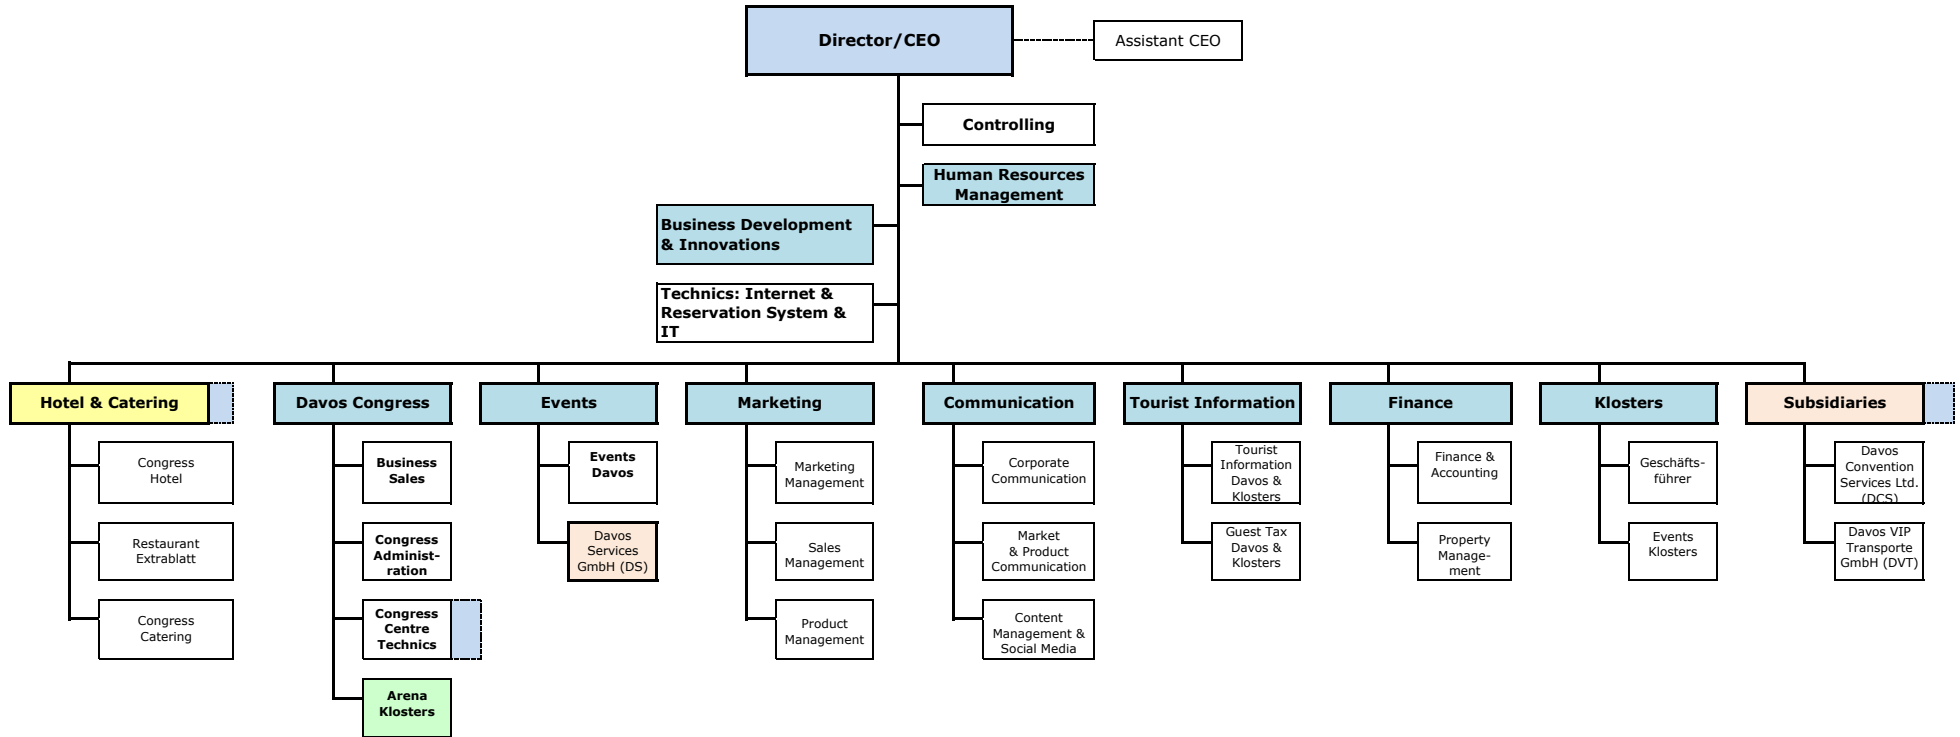 Director/CEO
Assistant CEO
Controlling
Human Resources
Management
Business Development
& Innovations
Technics: Internet &
Reservation System &
IT
Hotel & Catering
Davos Congress
Events
Marketing
Communication
Tourist Information
Finance
Klosters
Subsidiaries
Congress
Hotel
Restaurant
Extrablatt
Congress
Catering
Business
Sales
Congress
Administ-
ration
Congress
Centre
Technics
Arena
Klosters
Events
Davos
Davos
Services
GmbH (DS)
Marketing
Management
Sales
Management
Product
Management
Corporate
Communication
Market
& Product
Communication
Content
Management &
Social Media
Tourist
Information
Davos &
Klosters
Guest Tax
Davos &
Klosters
Finance &
Accounting
Property
Manage-
ment
Geschäfts-
führer
Events
Klosters
Davos
Convention
Services Ltd.
(DCS)
Davos VIP
Transporte
GmbH (DVT)